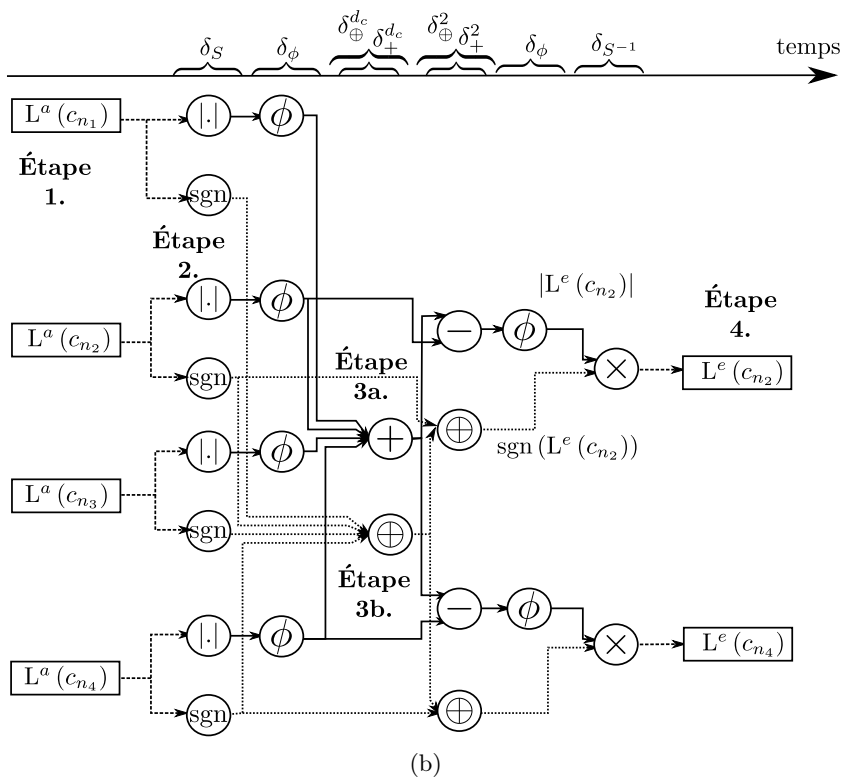 δ_S δ_ϕ δ_⊕^{d_c} δ_+^{d_c} δ_⊕^2 δ_+^2 δ_ϕ δ_{S^{-1}} temps
L^a (c_{n_1}) |.| ϕ
Étape
1.
sgn
Étape
2.
|.| ϕ
L^a (c_{n_2})
sgn
− ϕ |L^e (c_{n_2})|
Étape
4.
× L^e (c_{n_2})
Étape
3a.
+ ⊕ sgn (L^e (c_{n_2}))
|.| ϕ
L^a (c_{n_3})
sgn ⊕
Étape
3b.
− ϕ
|.| ϕ × L^e (c_{n_4})
L^a (c_{n_4})
sgn ⊕
(b)